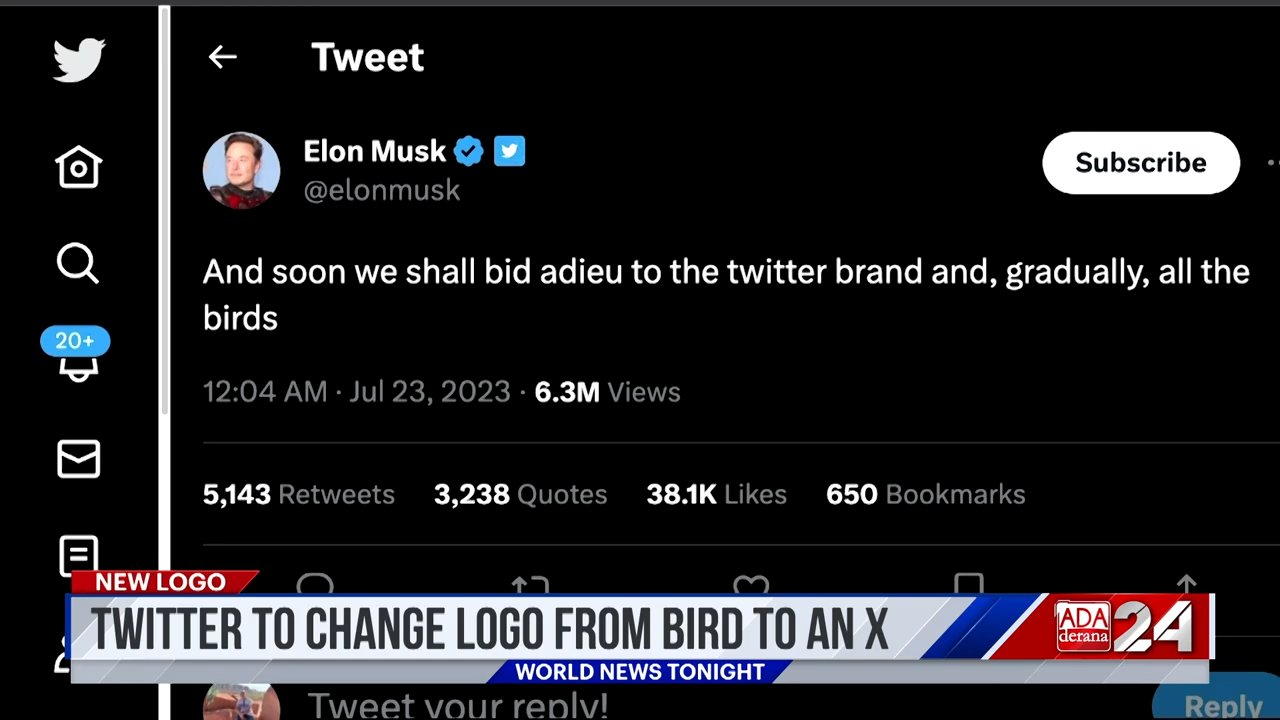 Tweet
Elon Musk
@elonmusk
Subscribe
And soon we shall bid adieu to the twitter brand and, gradually, all the
birds
20+
12:04 AM · Jul 23, 2023 · 6.3M Views
5,143 Retweets 3,238 Quotes 38.1K Likes 650 Bookmarks
NEW LOGO
TWITTER TO CHANGE LOGO FROM BIRD TO AN X
ADA
derana
24
WORLD NEWS TONIGHT
Tweet your reply!
Reply